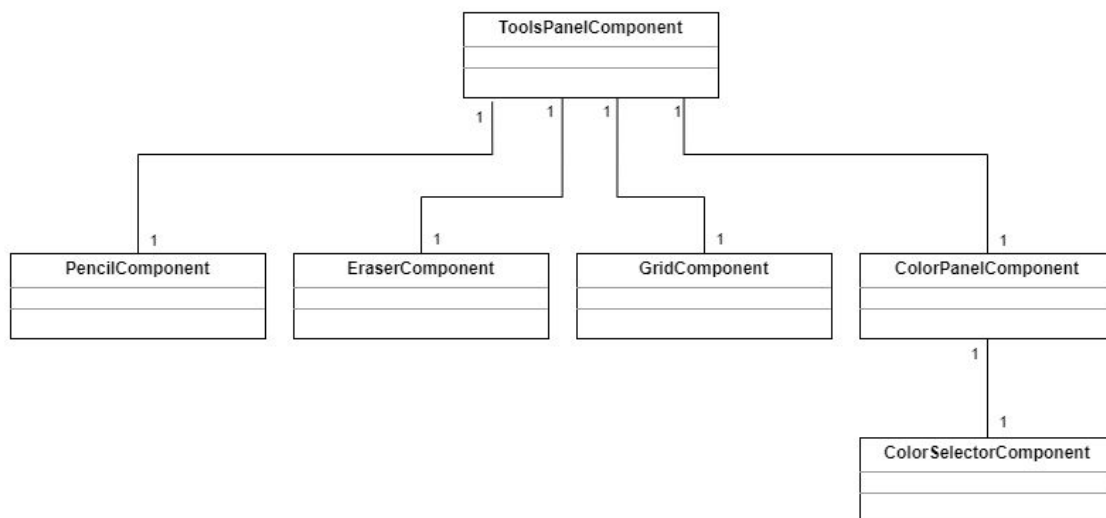 ToolsPanelComponent
1
1
1
1
1
1
1
1
PencilComponent
EraserComponent
GridComponent
ColorPanelComponent
1
1
ColorSelectorComponent